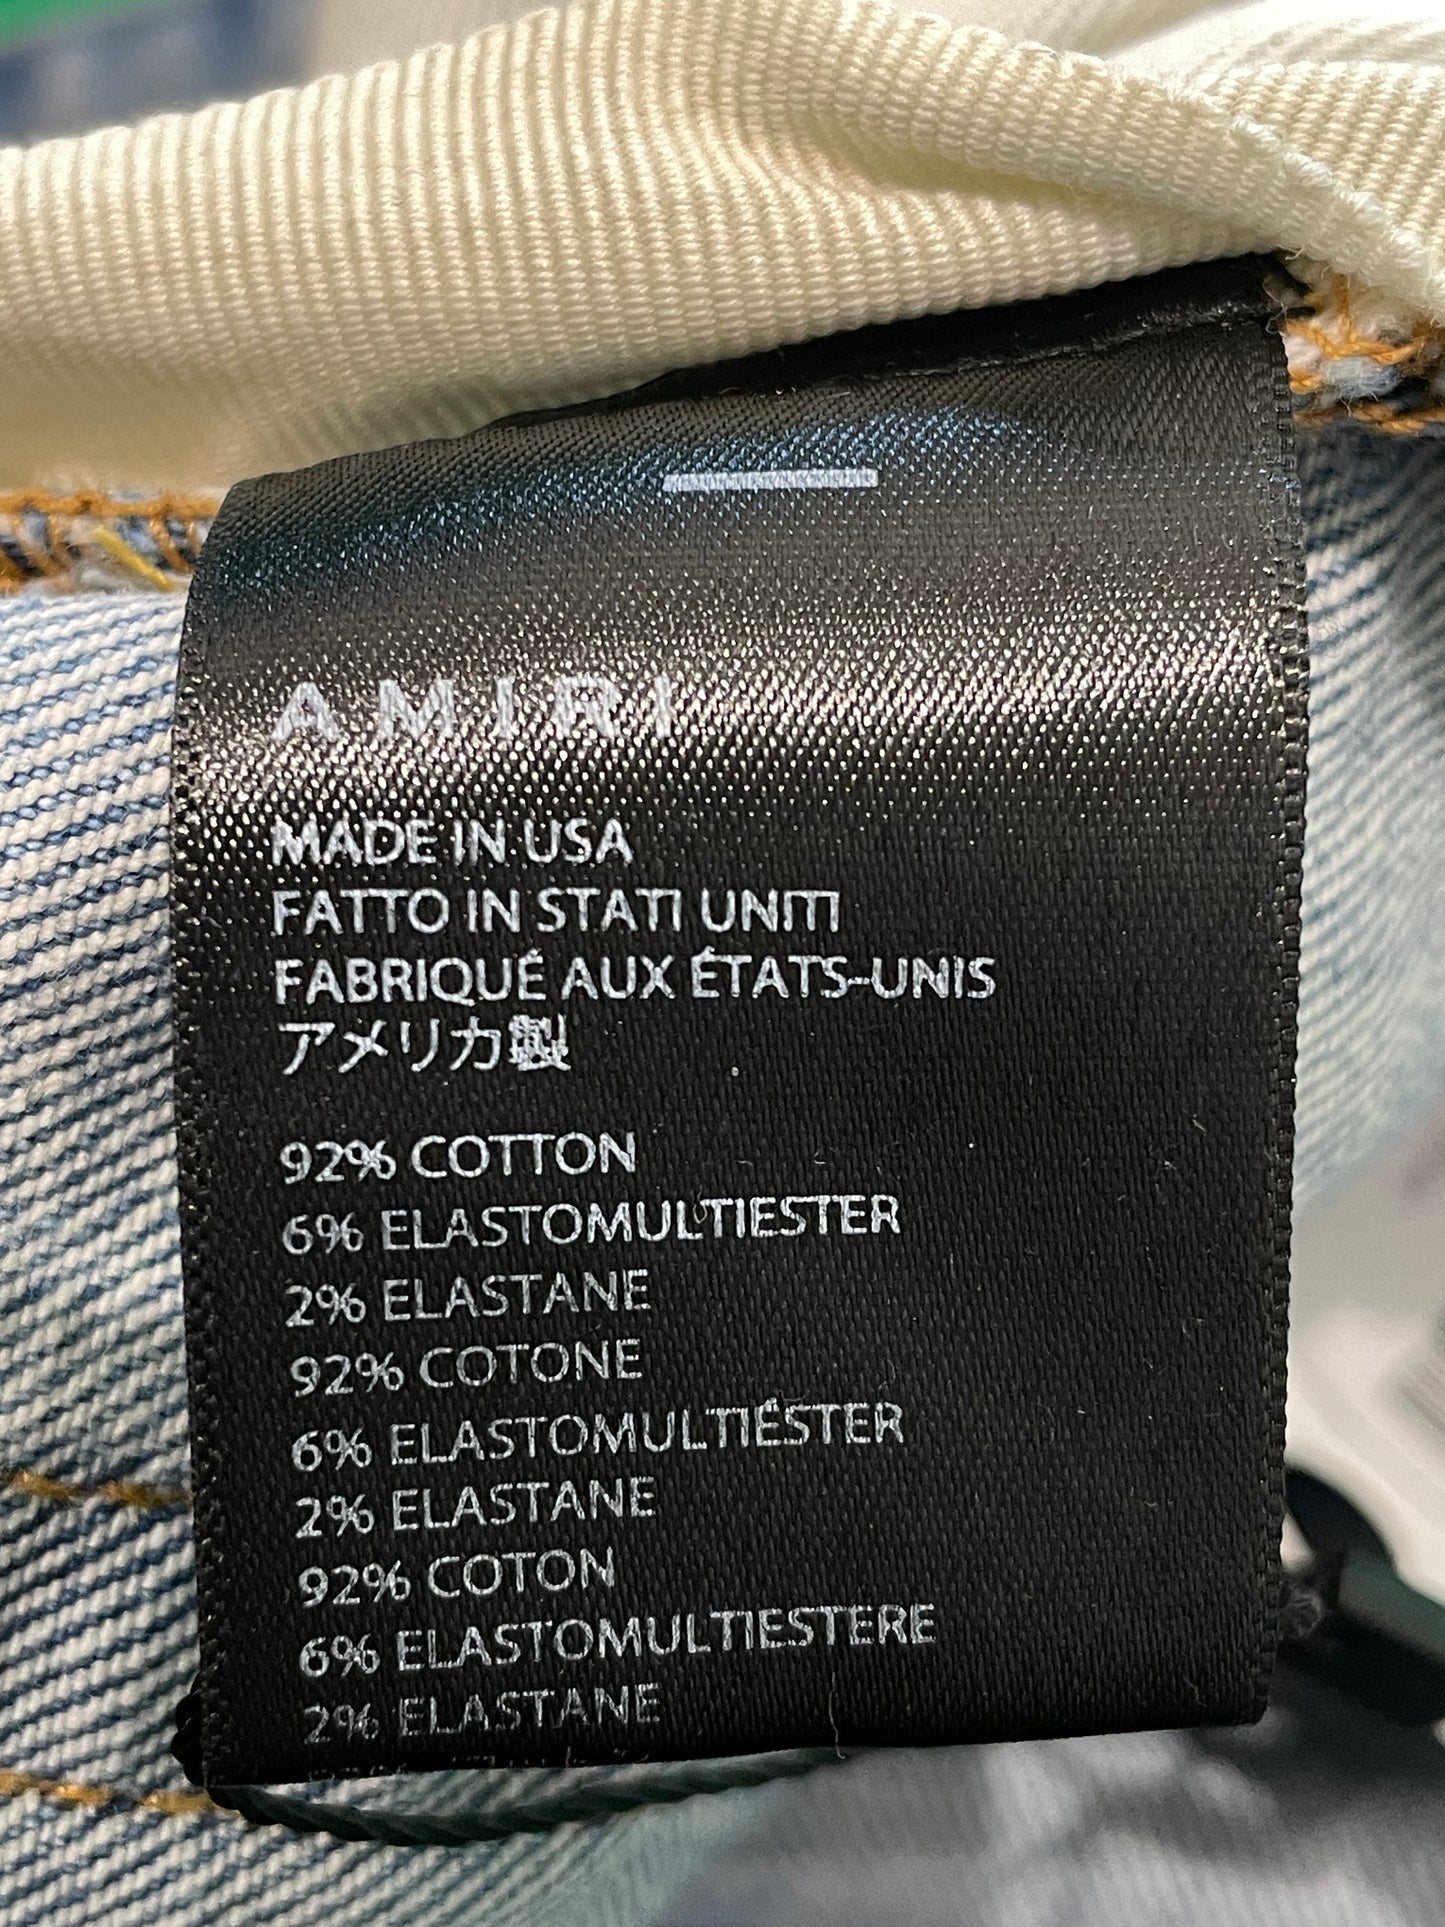 AMIRI
MADE IN USA
FATTO IN STATI UNITI
FABRIQUÉ AUX ÉTATS-UNIS
アメリカ製
92% COTTON
6% ELASTOMULTIESTER
2% ELASTANE
92% COTONE
6% ELASTOMULTIÉSTER
2% ELASTANE
92% COTON
6% ELASTOMULTIESTERE
2% ELASTANE